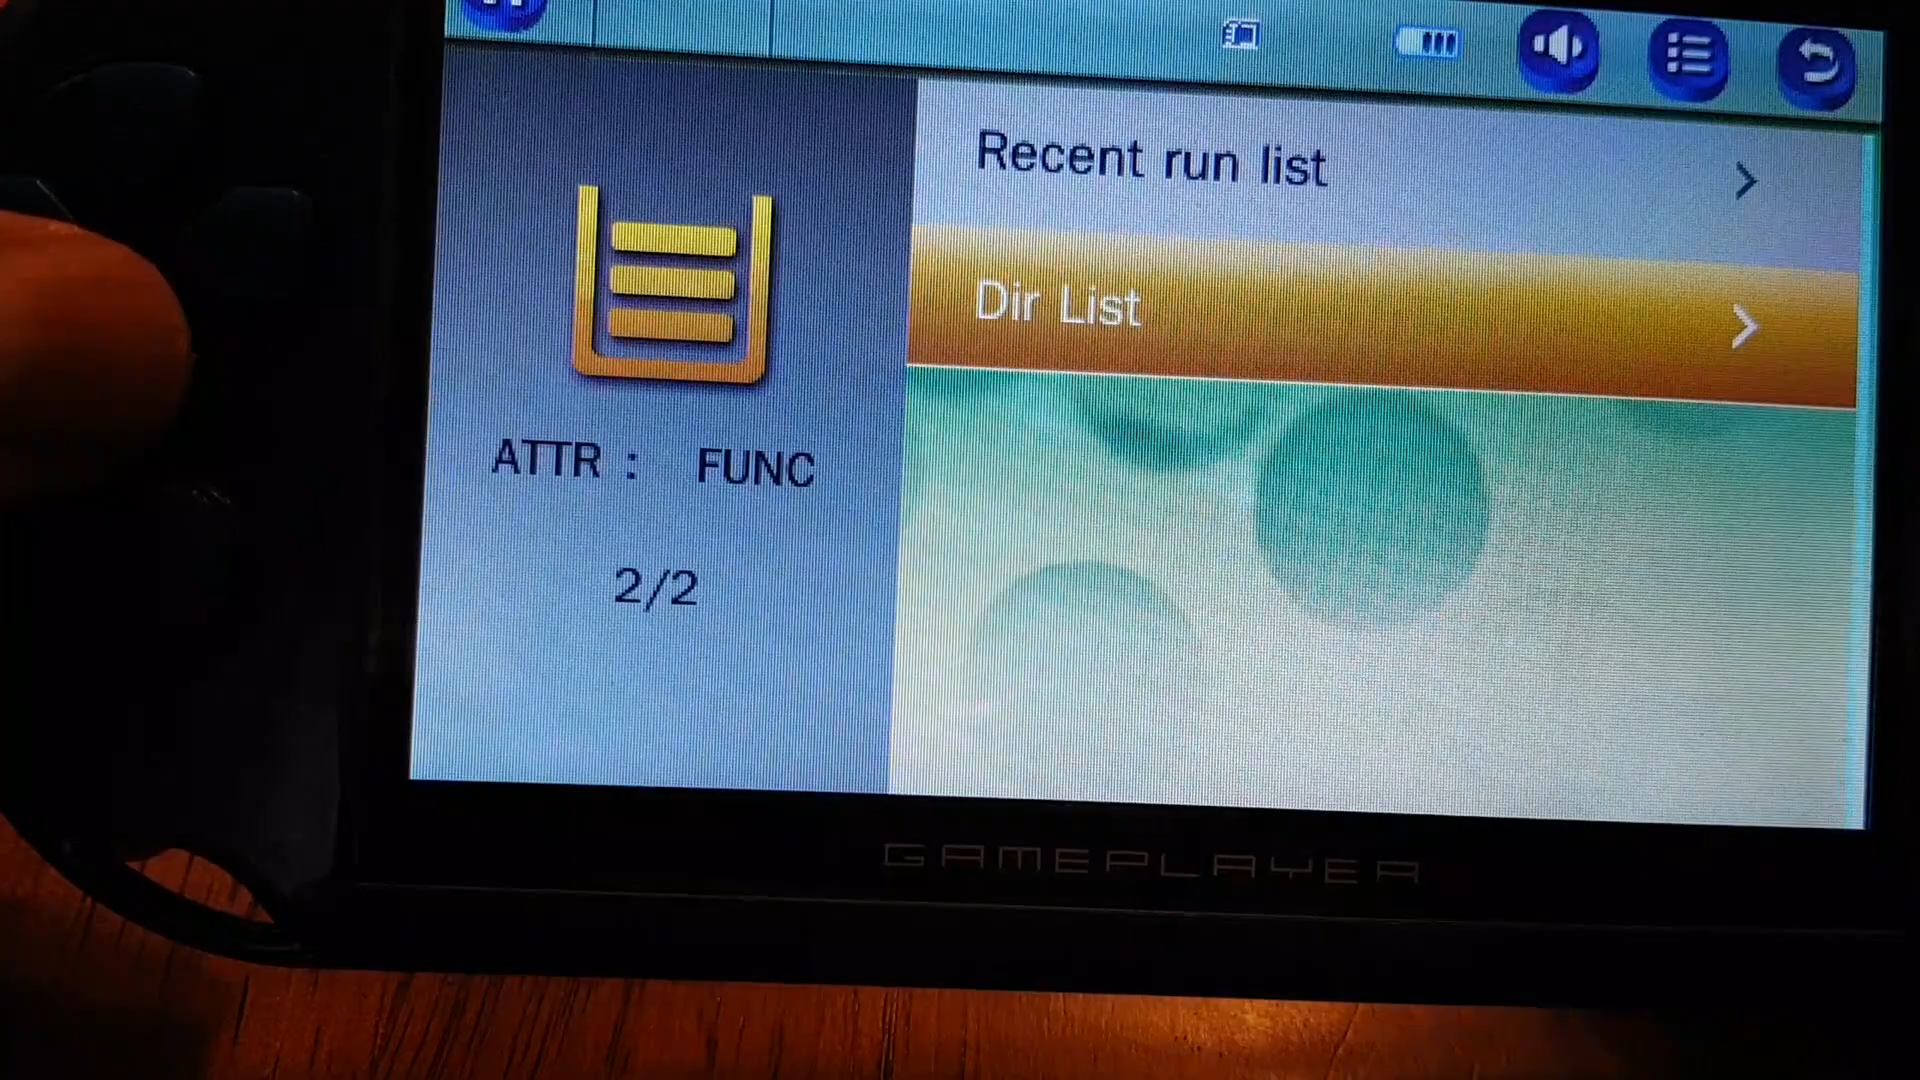 Recent run list
Dir List
ATTR : FUNC
2/2
GAMEPLAYER